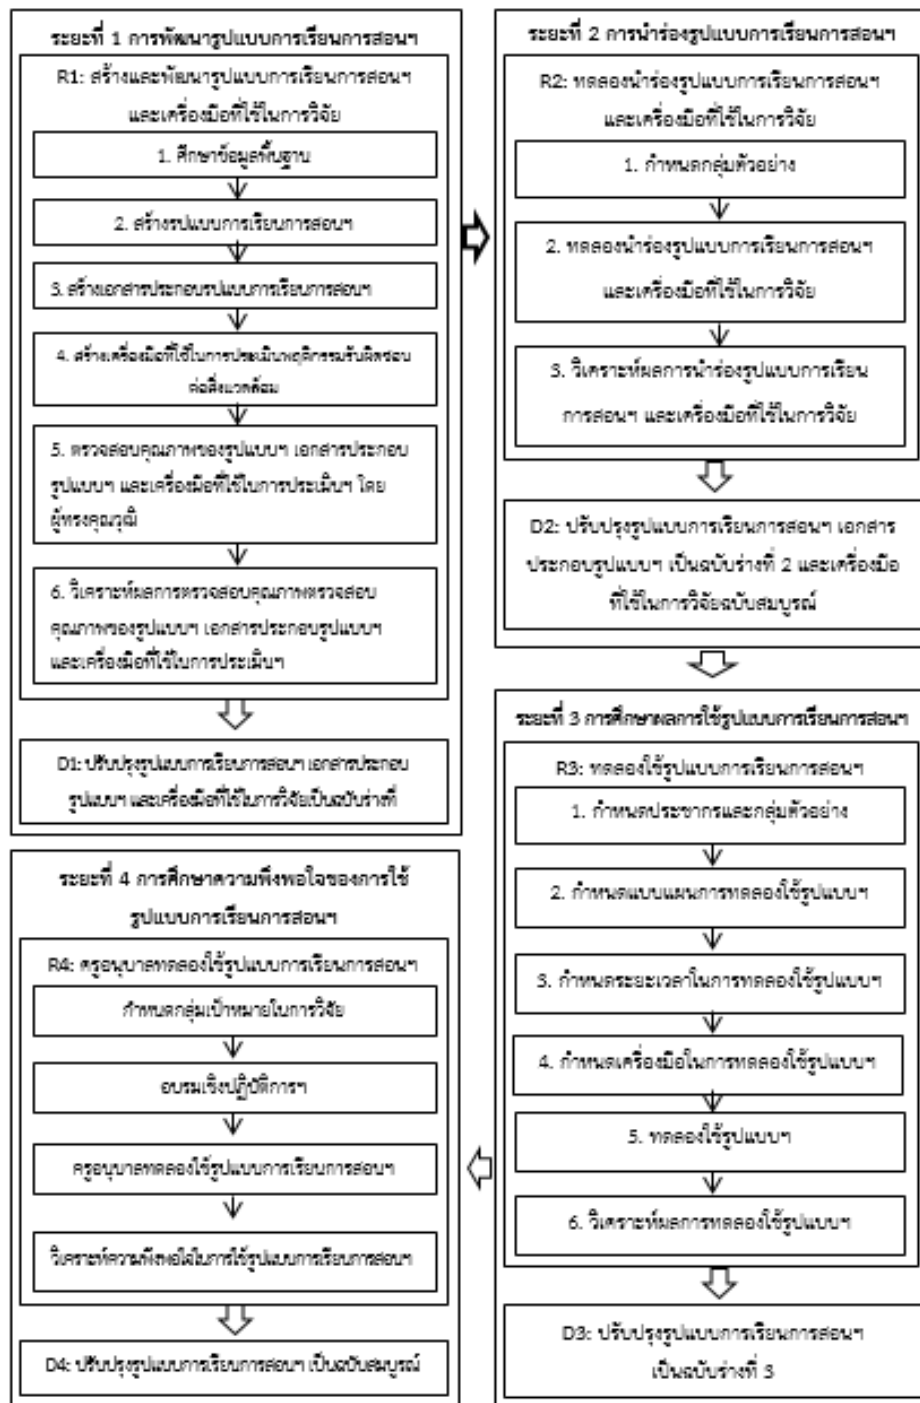 ระยะที่ 1 การพัฒนารูปแบบการเรียนการสอนฯ
R1: สร้างและพัฒนารูปแบบการเรียนการสอนฯ
และเครื่องมือที่ใช้ในการวิจัย
1. ศึกษาข้อมูลพื้นฐาน
2. สร้างรูปแบบการเรียนการสอนฯ
3. สร้างเอกสารประกอบรูปแบบการเรียนการสอนฯ
4. สร้างเครื่องมือที่ใช้ในการประเมินพฤติกรรมรับผิดชอบ
ต่อสิ่งแวดล้อม
5. ตรวจสอบคุณภาพของรูปแบบฯ เอกสารประกอบ
รูปแบบฯ และเครื่องมือที่ใช้ในการประเมินฯ โดย
ผู้ทรงคุณวุฒิ
6. วิเคราะห์ผลการตรวจสอบคุณภาพตรวจสอบ
คุณภาพของรูปแบบฯ เอกสารประกอบรูปแบบฯ
และเครื่องมือที่ใช้ในการประเมินฯ
D1: ปรับปรุงรูปแบบการเรียนการสอนฯ เอกสารประกอบ
รูปแบบฯ และเครื่องมือที่ใช้ในการวิจัยเป็นฉบับร่างที่
ระยะที่ 2 การนำร่องรูปแบบการเรียนการสอนฯ
R2: ทดลองนำร่องรูปแบบการเรียนการสอนฯ
และเครื่องมือที่ใช้ในการวิจัย
1. กำหนดกลุ่มตัวอย่าง
2. ทดลองนำร่องรูปแบบการเรียนการสอนฯ
และเครื่องมือที่ใช้ในการวิจัย
3. วิเคราะห์ผลการนำร่องรูปแบบการเรียน
การสอนฯ และเครื่องมือที่ใช้ในการวิจัย
D2: ปรับปรุงรูปแบบการเรียนการสอนฯ เอกสาร
ประกอบรูปแบบฯ เป็นฉบับร่างที่ 2 และเครื่องมือ
ที่ใช้ในการวิจัยฉบับสมบูรณ์
ระยะที่ 3 การศึกษาผลการใช้รูปแบบการเรียนการสอนฯ
R3: ทดลองใช้รูปแบบการเรียนการสอนฯ
1. กำหนดประชากรและกลุ่มตัวอย่าง
2. กำหนดแบบแผนการทดลองใช้รูปแบบฯ
3. กำหนดระยะเวลาในการทดลองใช้รูปแบบฯ
4. กำหนดเครื่องมือในการทดลองใช้รูปแบบฯ
5. ทดลองใช้รูปแบบฯ
6. วิเคราะห์ผลการทดลองใช้รูปแบบฯ
D3: ปรับปรุงรูปแบบการเรียนการสอนฯ
เป็นฉบับร่างที่ 3
ระยะที่ 4 การศึกษาความพึงพอใจของการใช้
รูปแบบการเรียนการสอนฯ
R4: ครูอนุบาลทดลองใช้รูปแบบการเรียนการสอนฯ
กำหนดกลุ่มเป้าหมายในการวิจัย
อบรมเชิงปฏิบัติการฯ
ครูอนุบาลทดลองใช้รูปแบบการเรียนการสอนฯ
วิเคราะห์ความพึงพอใจในการใช้รูปแบบการเรียนการสอนฯ
D4: ปรับปรุงรูปแบบการเรียนการสอนฯ เป็นฉบับสมบูรณ์